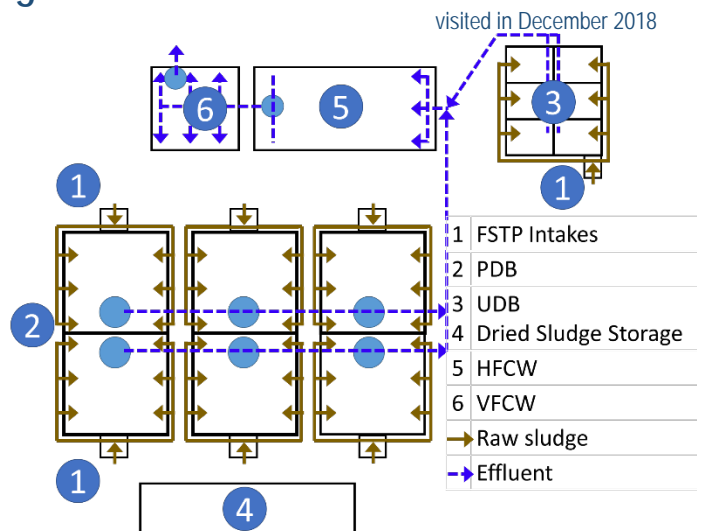 g
visited in December 2018
6
5
3
1
1
2
1
4
1 FSTP Intakes
2 PDB
3 UDB
4 Dried Sludge Storage
5 HFCW
6 VFCW
Raw sludge
Effluent